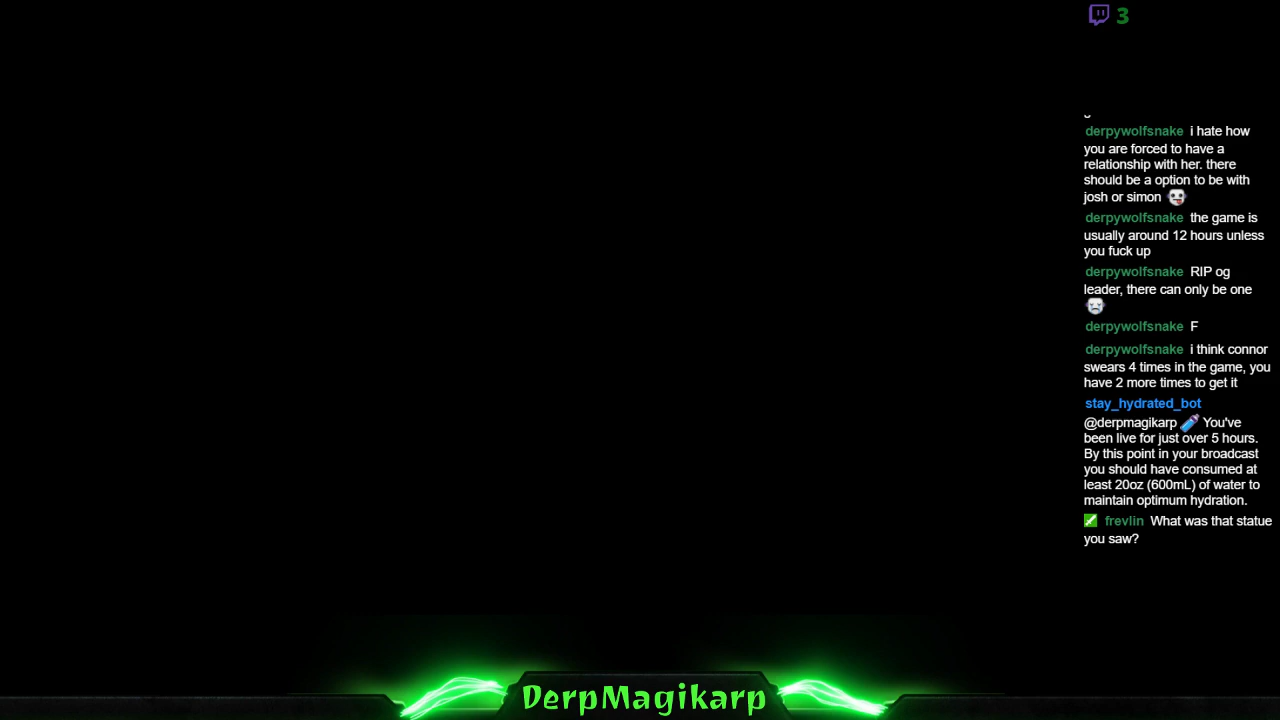 3
derpywolfsnake i hate how
you are forced to have a
relationship with her. there
should be a option to be with
josh or simon
derpywolfsnake the game is
usually around 12 hours unless
you fuck up
derpywolfsnake RIP og
leader, there can only be one
derpywolfsnake F
derpywolfsnake i think connor
swears 4 times in the game, you
have 2 more times to get it
stay_hydrated_bot
@derpmagikarp You've
been live for just over 5 hours.
By this point in your broadcast
you should have consumed at
least 20oz (600mL) of water to
maintain optimum hydration.
frevlin What was that statue
you saw?
DerpMagikarp